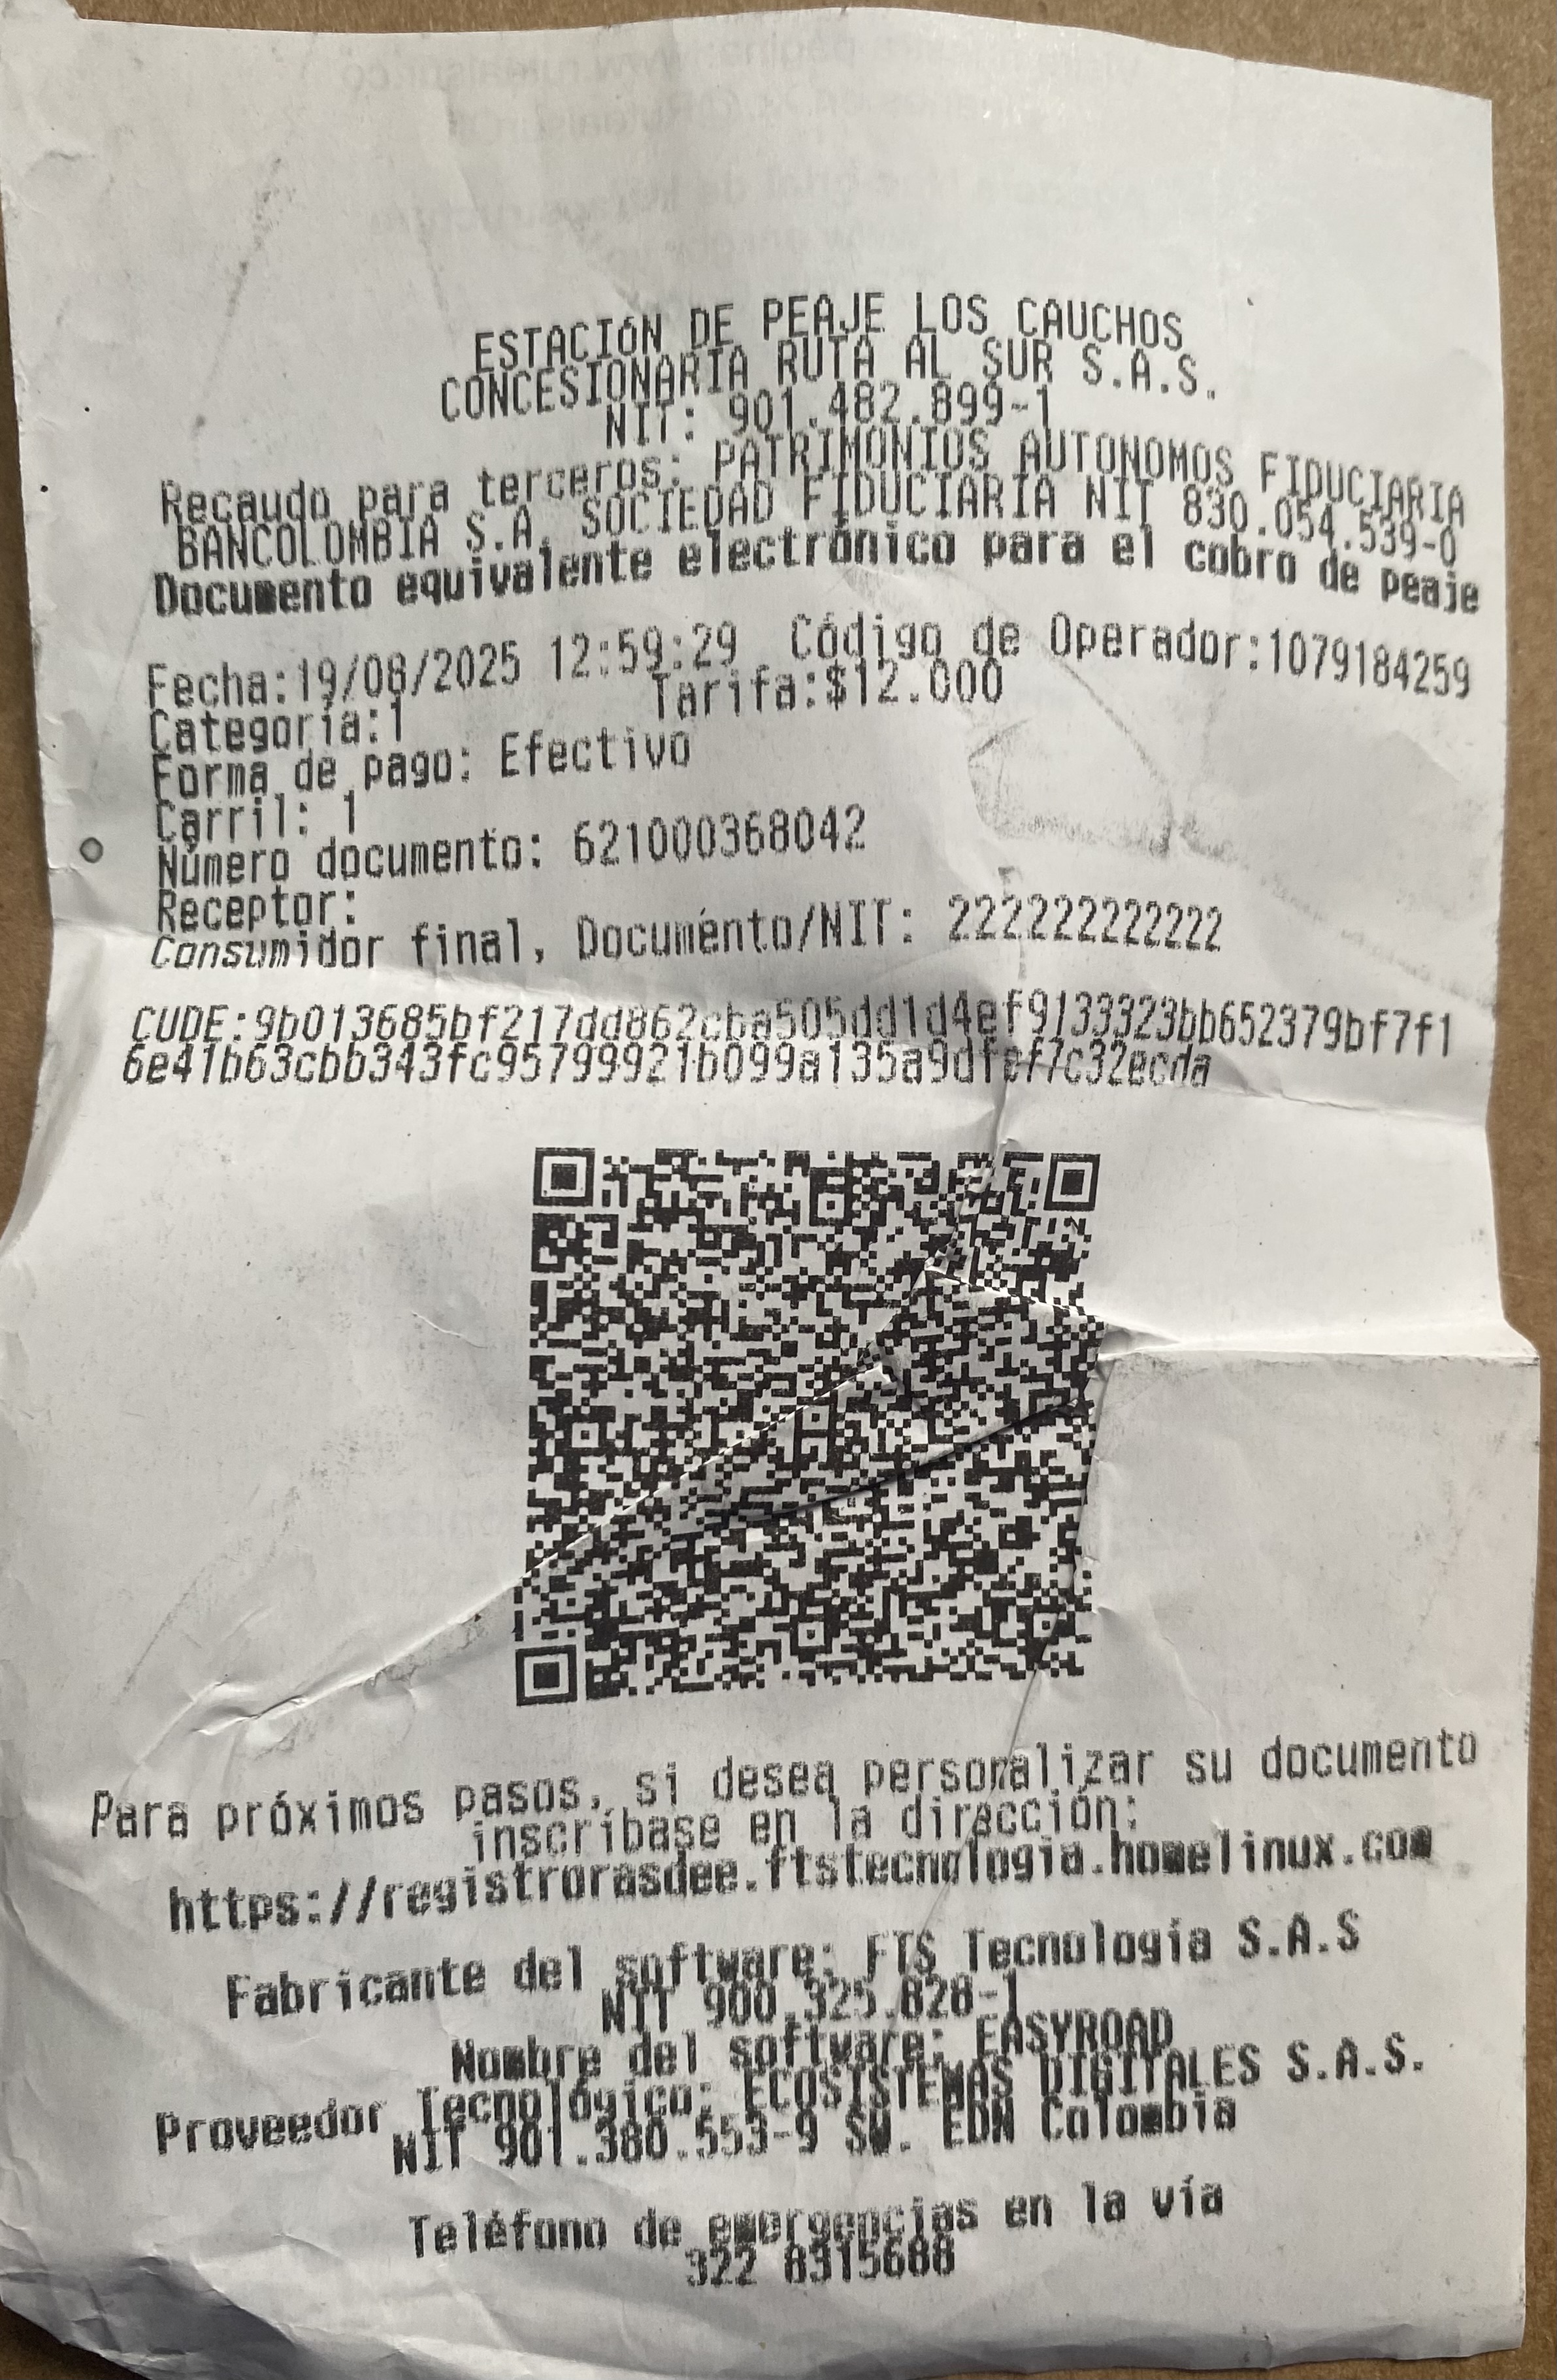 ESTACIÓN DE PEAJE LOS CAUCHOS
CONCESIONARIA RUTA AL SUR S.A.S.
NIT: 901.482.899-1
Recaudo para terceros: PATRIMONIOS AUTONOMOS FIDUCIARIA
BANCOLOMBIA S.A. SOCIEDAD FIDUCIARIA NIT 830.054.539-0
Documento equivalente electrónico para el cobro de peaje
Fecha:19/08/2025 12:59:29 Código de Operador:1079184259
Categoría:1 Tarifa:$12.000
Forma de pago: Efectivo
Carril: 1
Número documento: 621000368042
Receptor:
Consumidor final, Documento/NIT: 222222222222
CUDE:9b013685bf217dd862cba505dd1d4ef9133323bb652379bf7f1
6e41b63cbb343fc95799921b099a135a9dfef7c32ecda
Para próximos pasos, si desea personalizar su documento
inscríbase en la dirección:
https://registrorasdee.ftstecnologia.homelinux.com
Fabricante del software: FTS Tecnología S.A.S
NIT 900.325.828-1
Nombre del software: EASYROAD
Proveedor Tecnológico: ECOSISTEMAS DIGITALES S.A.S.
NIT 901.380.553-9 SW. EDN Colombia
Teléfono de emergencias en la vía
322 8315688